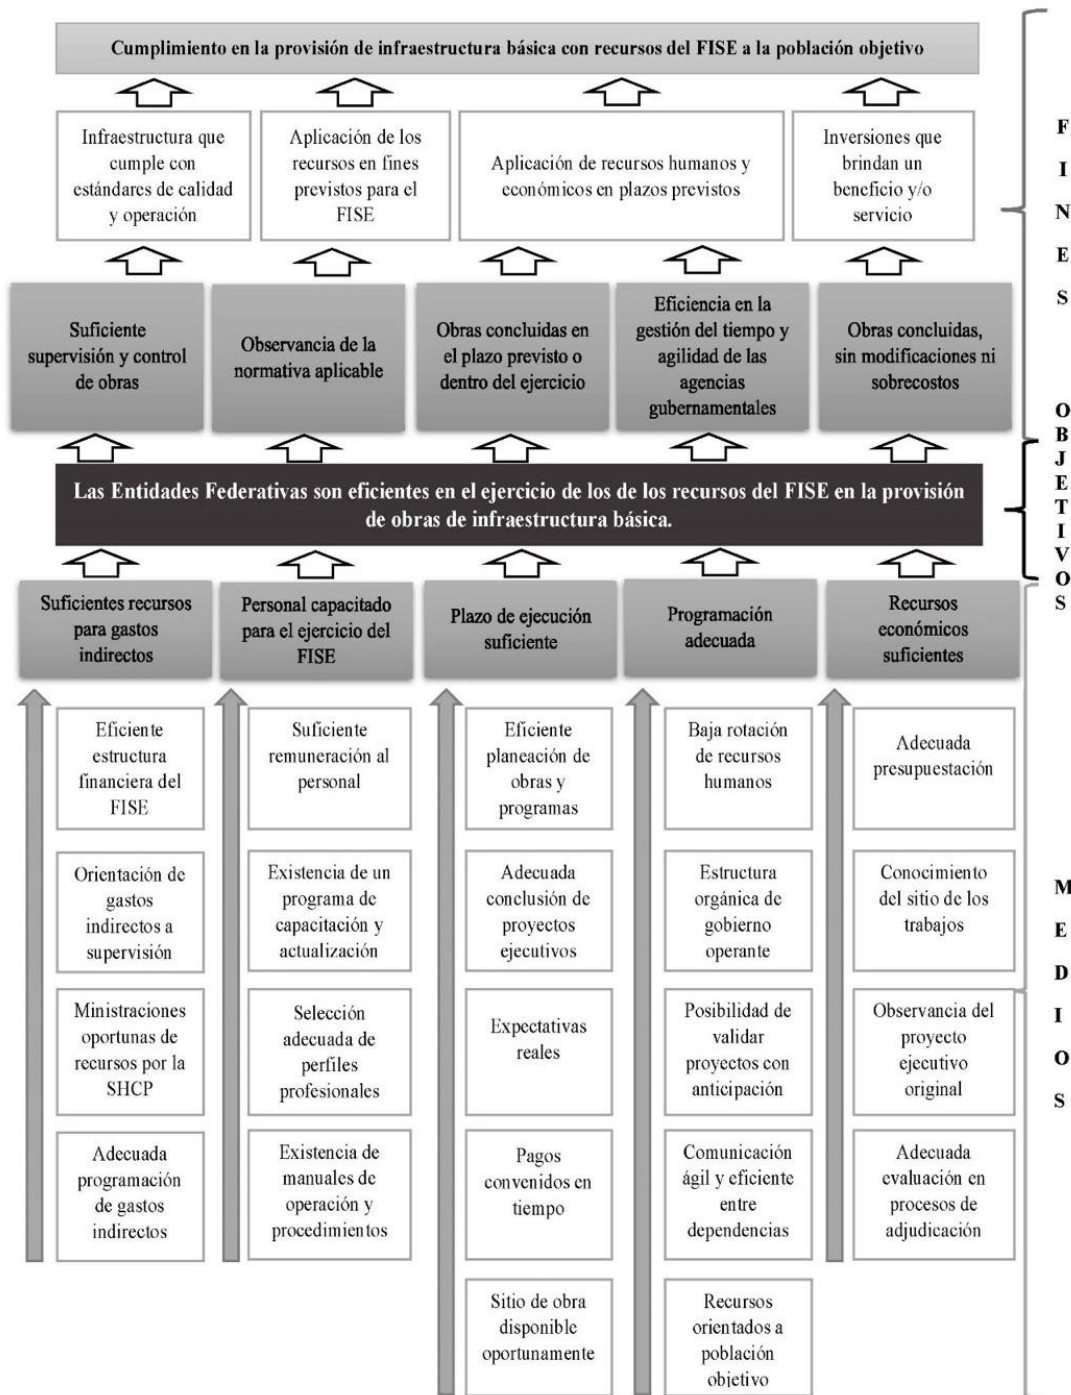 Cumplimiento en la provisión de infraestructura básica con recursos del FISE a la población objetivo
Infraestructura que
cumple con
estándares de calidad
y operación
Aplicación de los
recursos en fines
previstos para el
FISE
Aplicación de recursos humanos y
económicos en plazos previstos
Inversiones que
brindan un
beneficio y/o
servicio
Suficiente
supervisión y control
de obras
Observancia de la
normativa aplicable
Obras concluidas en
el plazo previsto o
dentro del ejercicio
Eficiencia en la
gestión del tiempo y
agilidad de las
agencias
gubernamentales
Obras concluidas,
sin modificaciones ni
sobrecostos
Las Entidades Federativas son eficientes en el ejercicio de los de los recursos del FISE en la provisión
de obras de infraestructura básica.
Suficientes recursos
para gastos
indirectos
Personal capacitado
para el ejercicio del
FISE
Plazo de ejecución
suficiente
Programación
adecuada
Recursos
económicos
suficientes
Eficiente
estructura
financiera del
FISE
Orientación de
gastos
indirectos a
supervisión
Ministraciones
oportunas de
recursos por la
SHCP
Adecuada
programación
de gastos
indirectos
Suficiente
remuneración al
personal
Existencia de un
programa de
capacitación y
actualización
Selección
adecuada de
perfiles
profesionales
Existencia de
manuales de
operación y
procedimientos
Eficiente
planeación de
obras y
programas
Adecuada
conclusión de
proyectos
ejecutivos
Expectativas
reales
Pagos
convenidos en
tiempo
Sitio de obra
disponible
oportunamente
Baja rotación
de recursos
humanos
Estructura
orgánica de
gobierno
operante
Posibilidad de
validar
proyectos con
anticipación
Comunicación
ágil y eficiente
entre
dependencias
Recursos
orientados a
población
objetivo
Adecuada
presupuestación
Conocimiento
del sitio de los
trabajos
Observancia del
proyecto
ejecutivo
original
Adecuada
evaluación en
procesos de
adjudicación
FINES
OBJETIVOS
MEDIOS